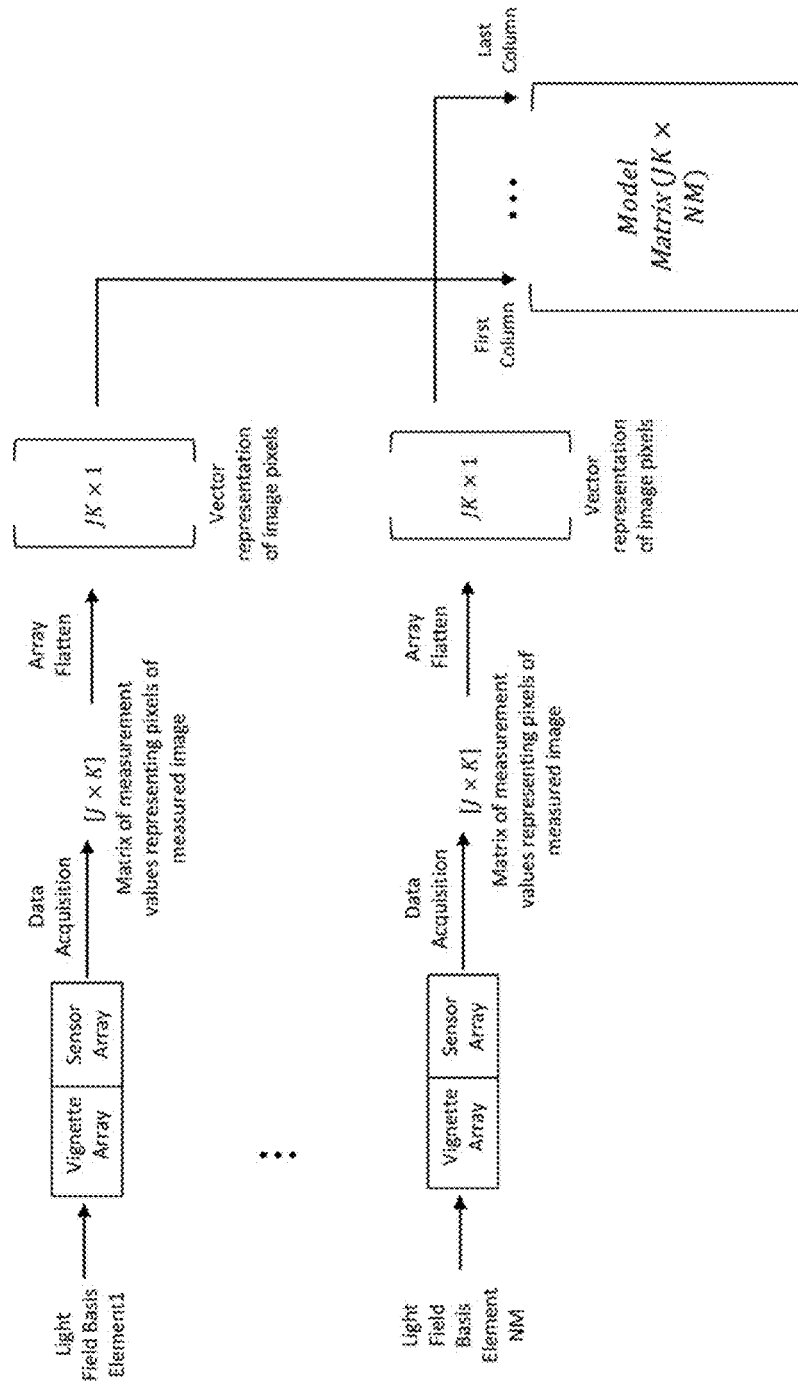 Light
Field Basis
Element1
Vignette
Array
Sensor
Array
Data
Acquisition
[J × K]
Matrix of measurement
values representing pixels of
measured image
Array
Flatten
JK × 1
Vector
representation
of image pixels
Light
Field
Basis
Element
NM
Vignette
Array
Sensor
Array
Data
Acquisition
[J × K]
Matrix of measurement
values representing pixels of
measured image
Array
Flatten
JK × 1
Vector
representation
of image pixels
First
Column
Last
Column
Model
Matrix (JK ×
NM)